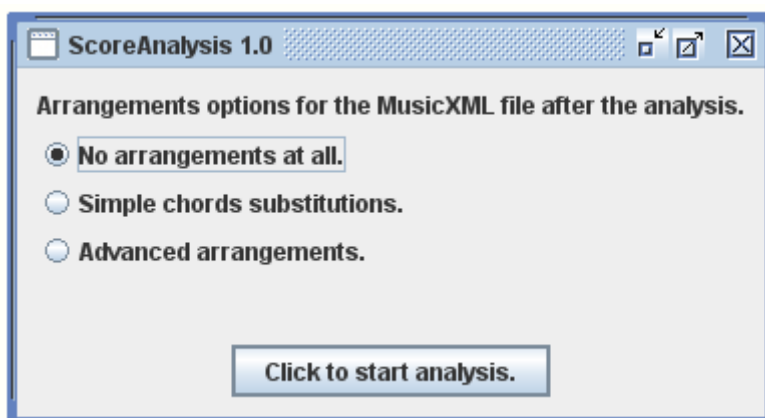 ScoreAnalysis 1.0
Arrangements options for the MusicXML file after the analysis.
No arrangements at all.
Simple chords substitutions.
Advanced arrangements.
Click to start analysis.